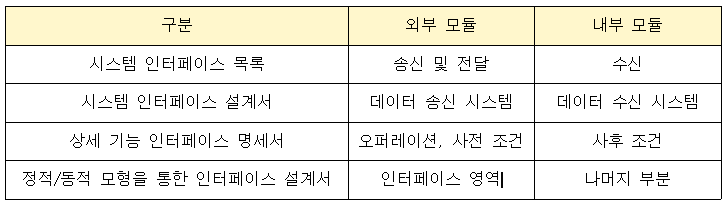 구분 외부 모듈 내부 모듈
시스템 인터페이스 목록 송신 및 전달 수신
시스템 인터페이스 설계서 데이터 송신 시스템 데이터 수신 시스템
상세 기능 인터페이스 명세서 오퍼레이션, 사전 조건 사후 조건
정적/동적 모형을 통한 인터페이스 설계서 인터페이스 영역 나머지 부분